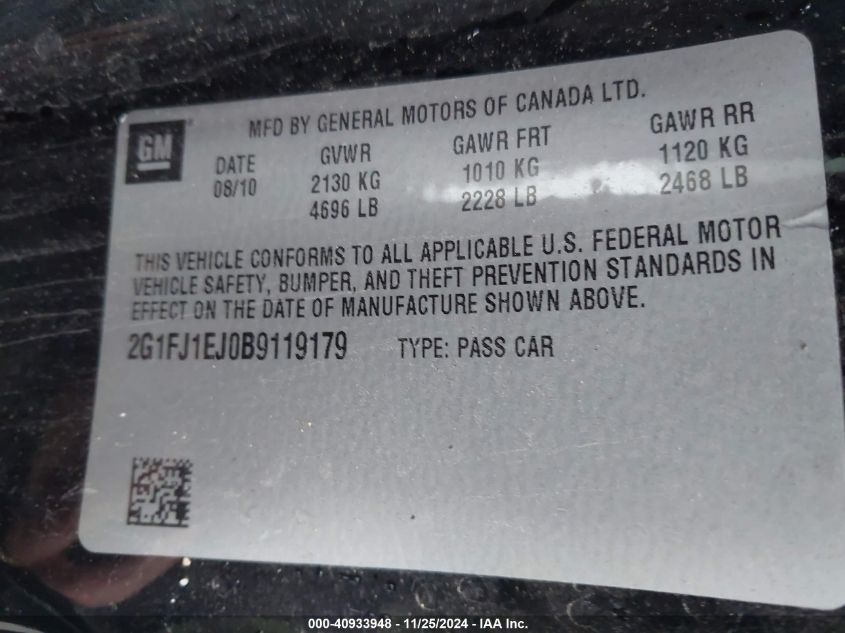 MFD BY GENERAL MOTORS OF CANADA LTD.
GM
DATE GVWR GAWR FRT GAWR RR
08/10 2130 KG 1010 KG 1120 KG
4696 LB 2228 LB 2468 LB
THIS VEHICLE CONFORMS TO ALL APPLICABLE U.S. FEDERAL MOTOR
VEHICLE SAFETY, BUMPER, AND THEFT PREVENTION STANDARDS IN
EFFECT ON THE DATE OF MANUFACTURE SHOWN ABOVE.
2G1FJ1EJ0B9119179 TYPE: PASS CAR
000-40933948 - 11/25/2024 - IAA Inc.